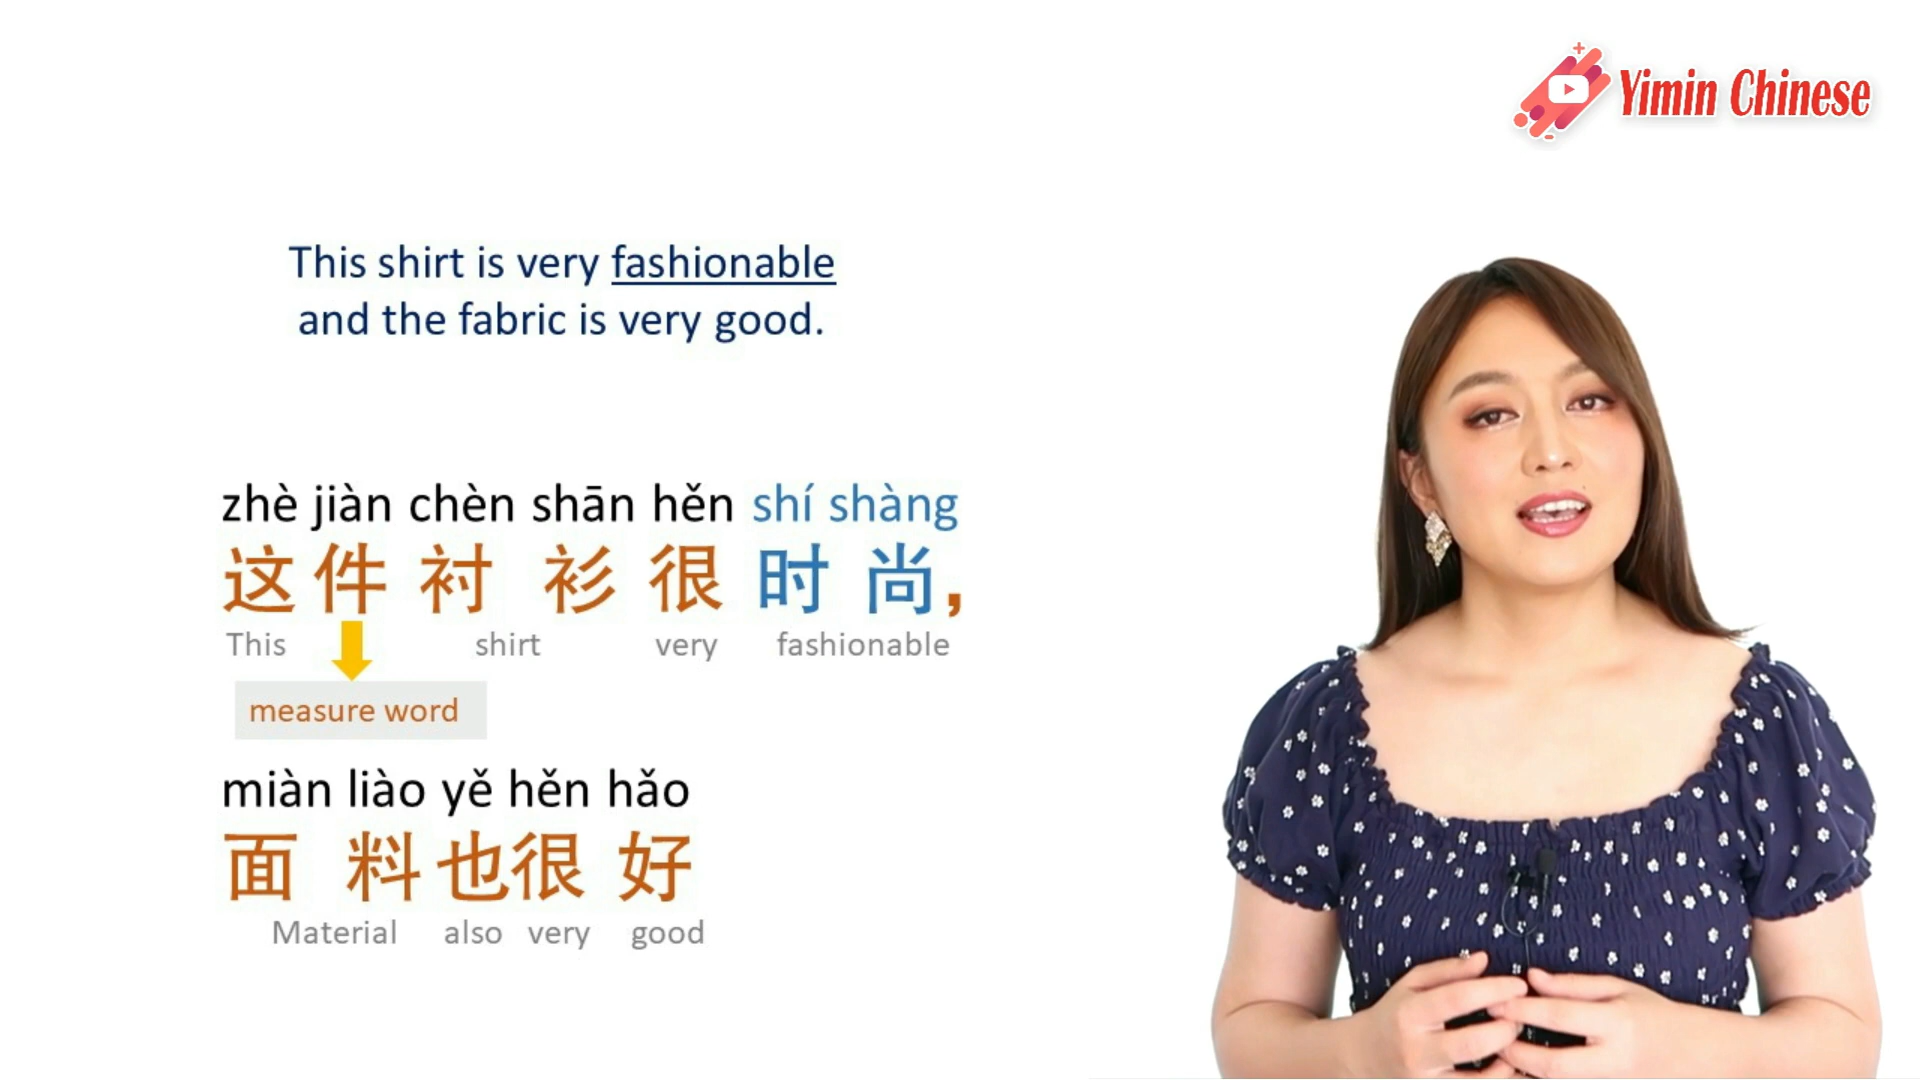 Yimin Chinese
This shirt is very fashionable
and the fabric is very good.
zhè jiàn chèn shān hěn shí shàng
这件衬衫很时尚,
This shirt very fashionable
measure word
miàn liào yě hěn hǎo
面料也很好
Material also very good